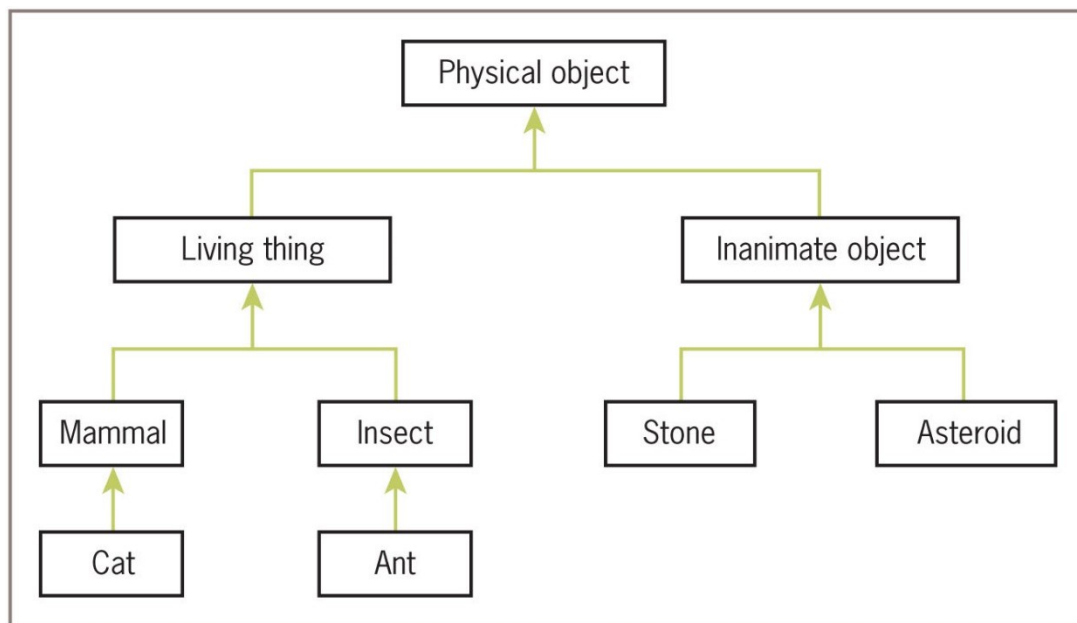 Physical object
Living thing
Inanimate object
Mammal
Insect
Stone
Asteroid
Cat
Ant